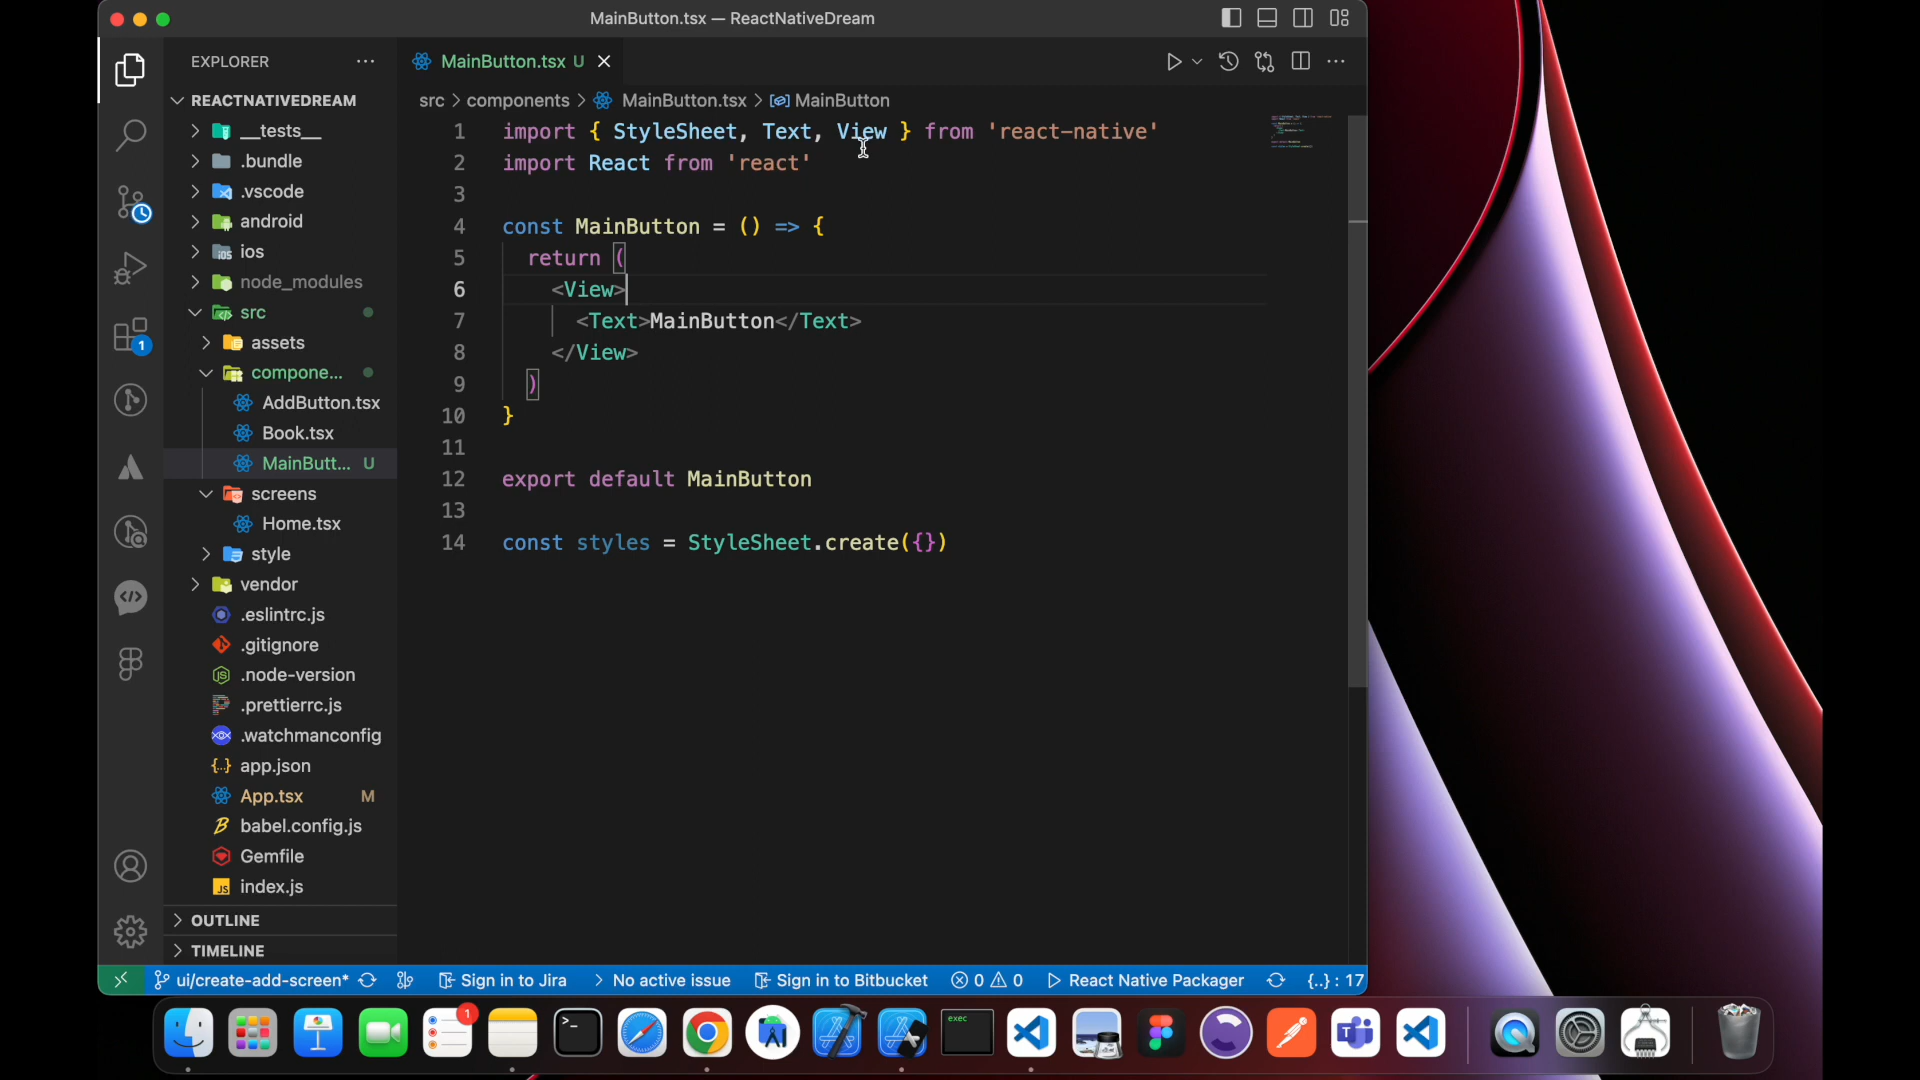 MainButton.tsx — ReactNativeDream
EXPLORER
MainButton.tsx U
REACTNATIVEDREAM
src > components > MainButton.tsx > MainButton
__tests__
.bundle
.vscode
android
ios
node_modules
src
assets
compone...
AddButton.tsx
Book.tsx
MainButt... U
screens
Home.tsx
style
vendor
.eslintrc.js
.gitignore
.node-version
.prettierrc.js
.watchmanconfig
app.json
App.tsx M
babel.config.js
Gemfile
index.js
OUTLINE
TIMELINE
1 import { StyleSheet, Text, View } from 'react-native'
2 import React from 'react'
3
4 const MainButton = () => {
5 return (
6 <View>
7 <Text>MainButton</Text>
8 </View>
9 )
10 }
11
12 export default MainButton
13
14 const styles = StyleSheet.create({})
1
ui/create-add-screen* Sign in to Jira > No active issue Sign in to Bitbucket 0 0 React Native Packager {..} : 17
1
exec